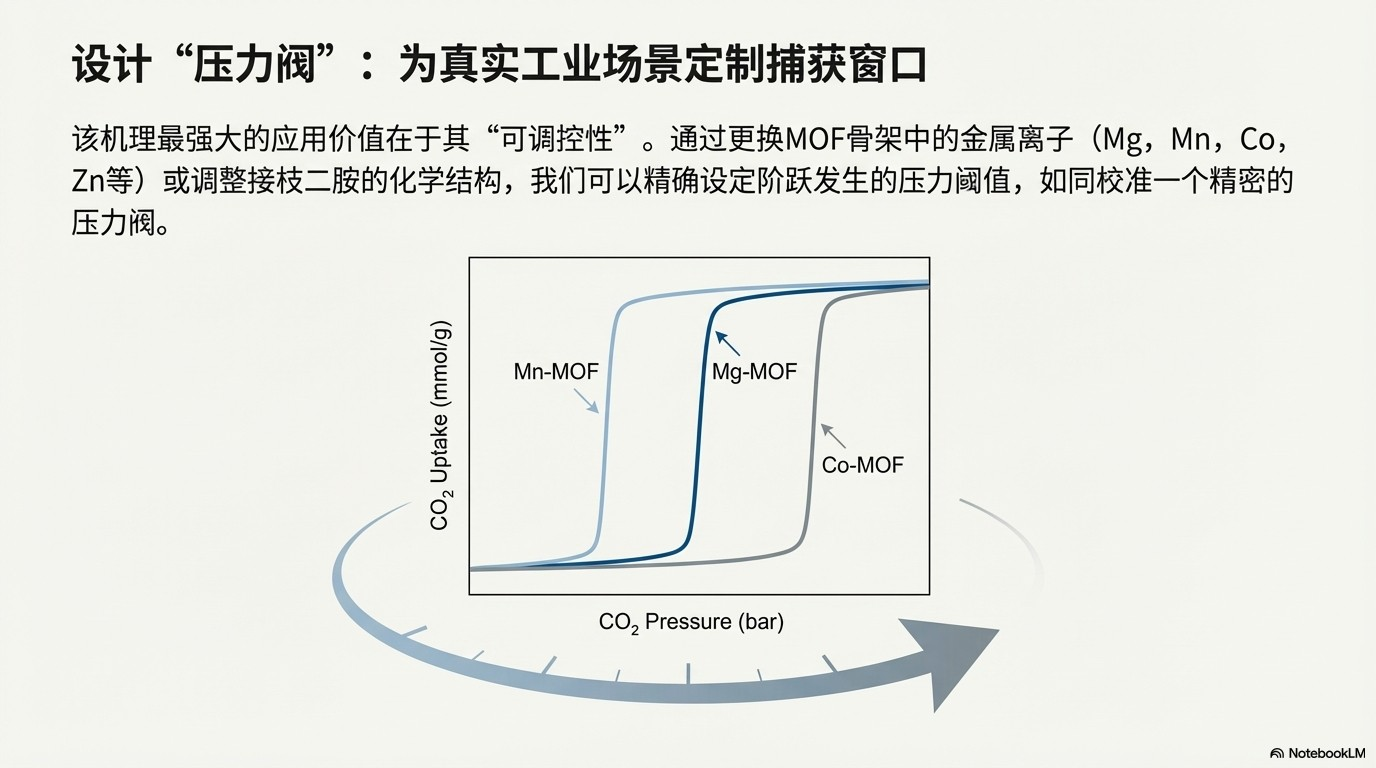 设计“压力阀”：为真实工业场景定制捕获窗口
该机理最强大的应用价值在于其“可调控性”。通过更换MOF骨架中的金属离子（Mg，Mn，Co，
Zn等）或调整接枝二胺的化学结构，我们可以精确设定阶跃发生的压力阈值，如同校准一个精密的
压力阀。
CO2 Uptake (mmol/g)
Mn-MOF
Mg-MOF
Co-MOF
CO2 Pressure (bar)
NotebookLM